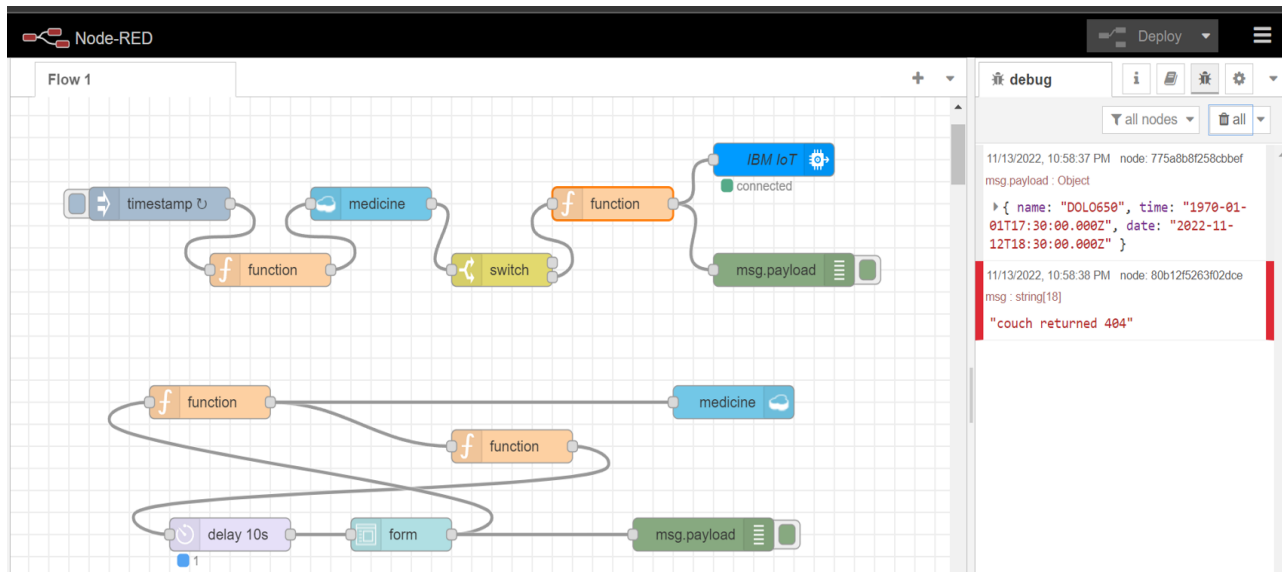 Node-RED
Deploy
Flow 1
debug
i
all nodes
all
11/13/2022, 10:58:37 PM node: 775a8b8f258cbbef
msg.payload : Object
{ name: "DOLO650", time: "1970-01-
01T17:30:00.000Z", date: "2022-11-
12T18:30:00.000Z" }
11/13/2022, 10:58:38 PM node: 80b12f5263f02dce
msg : string[18]
"couch returned 404"
IBM IoT
connected
timestamp ↻
medicine
function
function
switch
msg.payload
function
medicine
function
delay 10s
form
msg.payload
1